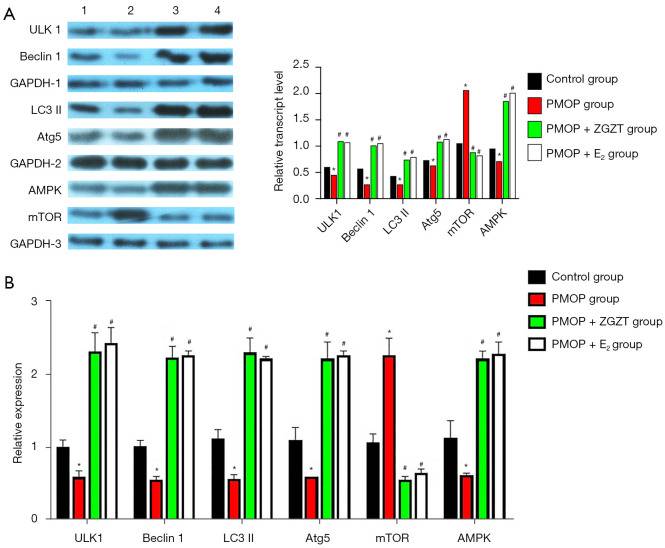 A
1 2 3 4
ULK 1
Beclin 1
GAPDH-1
LC3 II
Atg5
GAPDH-2
AMPK
mTOR
GAPDH-3
Relative transcript level
2.5
2.0
1.5
1.0
0.5
0.0
* # # * # # * # # * # # * # # * # #
ULK1 Beclin 1 LC3 II Atg5 mTOR AMPK
Control group
PMOP group
PMOP + ZGZT group
PMOP + E₂ group
B
Relative expression
3
2
1
0
* # # * # # * # # * # # * # # * # #
ULK1 Beclin 1 LC3 II Atg5 mTOR AMPK
Control group
PMOP group
PMOP + ZGZT group
PMOP + E₂ group